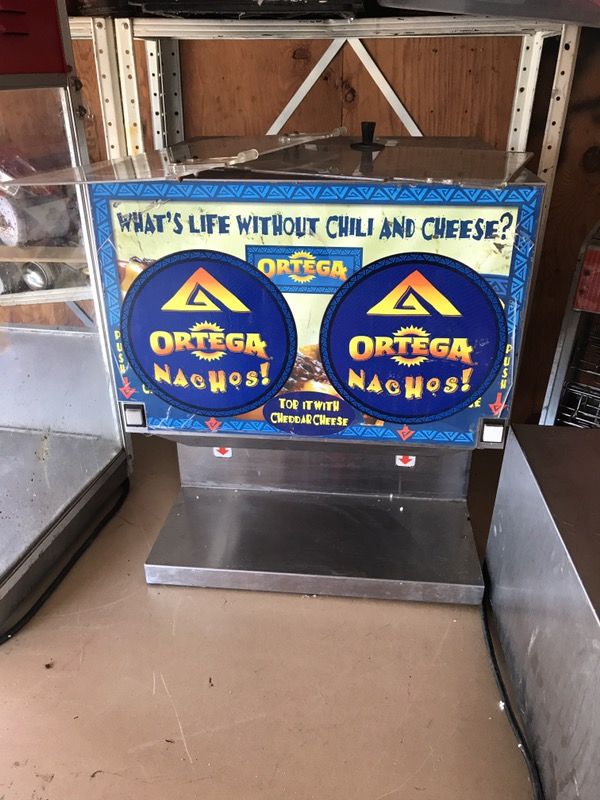 WHAT'S LIFE WITHOUT CHILI AND CHEESE?
ORTEGA
ORTEGA
NACHOS!
ORTEGA
NACHOS!
PUSH
PUSH
TOP IT WITH
CHEDDAR CHEESE